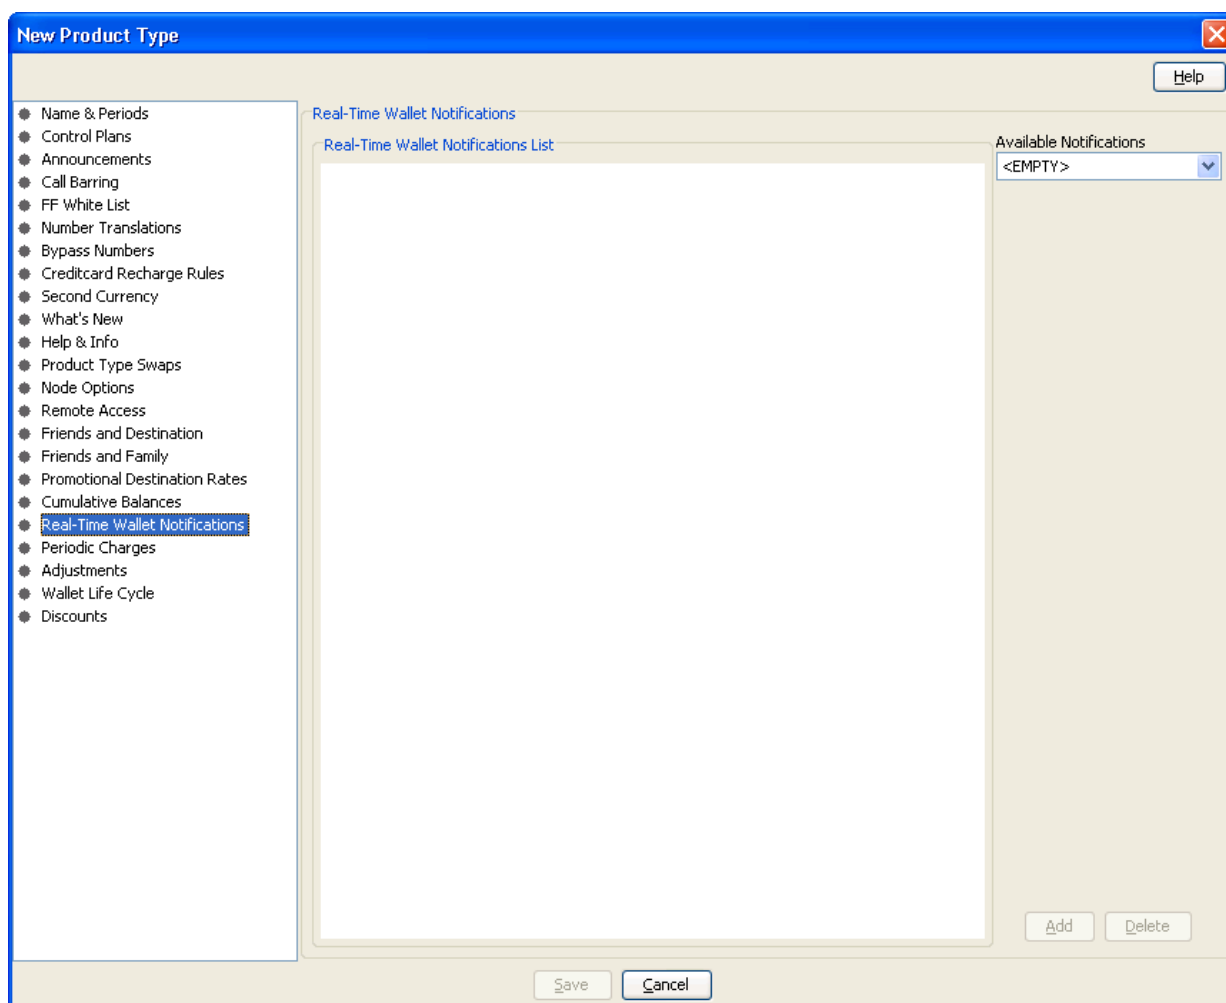 New Product Type
Help
Name & Periods
Control Plans
Announcements
Call Barring
FF White List
Number Translations
Bypass Numbers
Creditcard Recharge Rules
Second Currency
What's New
Help & Info
Product Type Swaps
Node Options
Remote Access
Friends and Destination
Friends and Family
Promotional Destination Rates
Cumulative Balances
Real-Time Wallet Notifications
Periodic Charges
Adjustments
Wallet Life Cycle
Discounts
Real-Time Wallet Notifications
Real-Time Wallet Notifications List
Available Notifications
<EMPTY>
Add Delete
Save Cancel